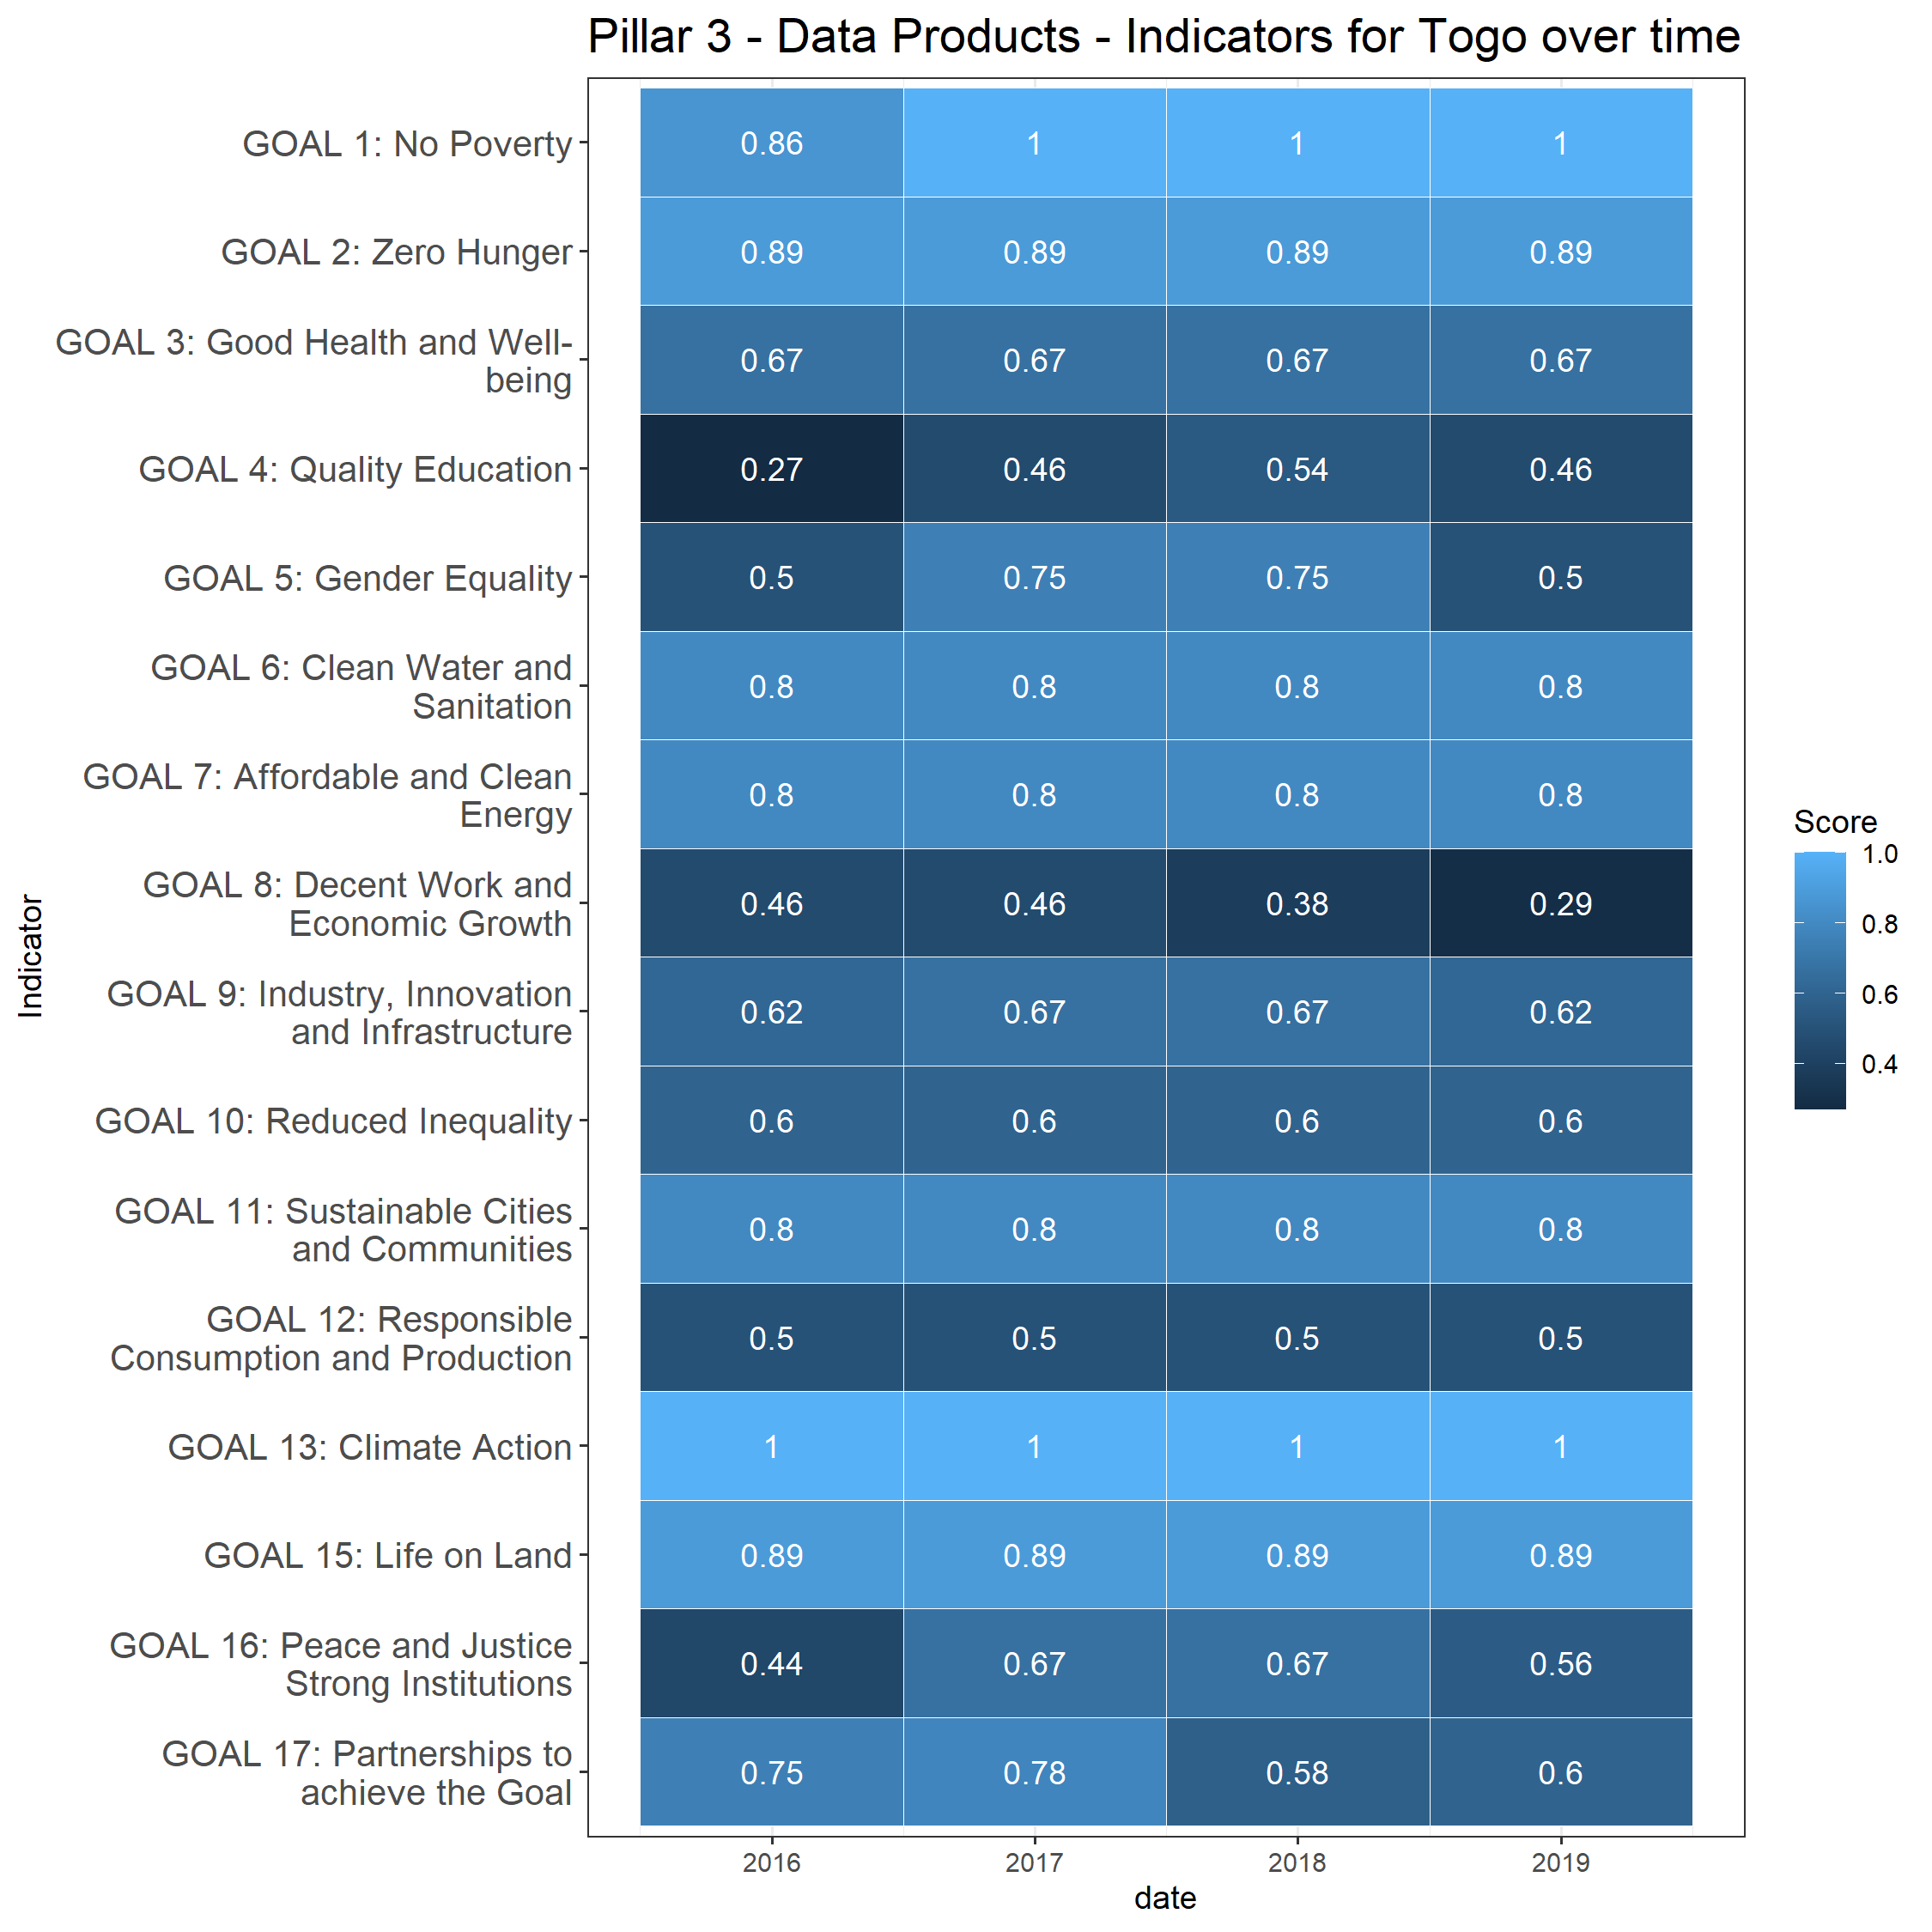 Pillar 3 - Data Products - Indicators for Togo over time
GOAL 1: No Poverty
0.86 1 1 1
GOAL 2: Zero Hunger
0.89 0.89 0.89 0.89
GOAL 3: Good Health and Well-
being
0.67 0.67 0.67 0.67
GOAL 4: Quality Education
0.27 0.46 0.54 0.46
GOAL 5: Gender Equality
0.5 0.75 0.75 0.5
GOAL 6: Clean Water and
Sanitation
0.8 0.8 0.8 0.8
GOAL 7: Affordable and Clean
Energy
0.8 0.8 0.8 0.8
GOAL 8: Decent Work and
Economic Growth
0.46 0.46 0.38 0.29
GOAL 9: Industry, Innovation
and Infrastructure
0.62 0.67 0.67 0.62
GOAL 10: Reduced Inequality
0.6 0.6 0.6 0.6
GOAL 11: Sustainable Cities
and Communities
0.8 0.8 0.8 0.8
GOAL 12: Responsible
Consumption and Production
0.5 0.5 0.5 0.5
GOAL 13: Climate Action
1 1 1 1
GOAL 15: Life on Land
0.89 0.89 0.89 0.89
GOAL 16: Peace and Justice
Strong Institutions
0.44 0.67 0.67 0.56
GOAL 17: Partnerships to
achieve the Goal
0.75 0.78 0.58 0.6
2016 2017 2018 2019
date
Indicator
Score
1.0
0.8
0.6
0.4